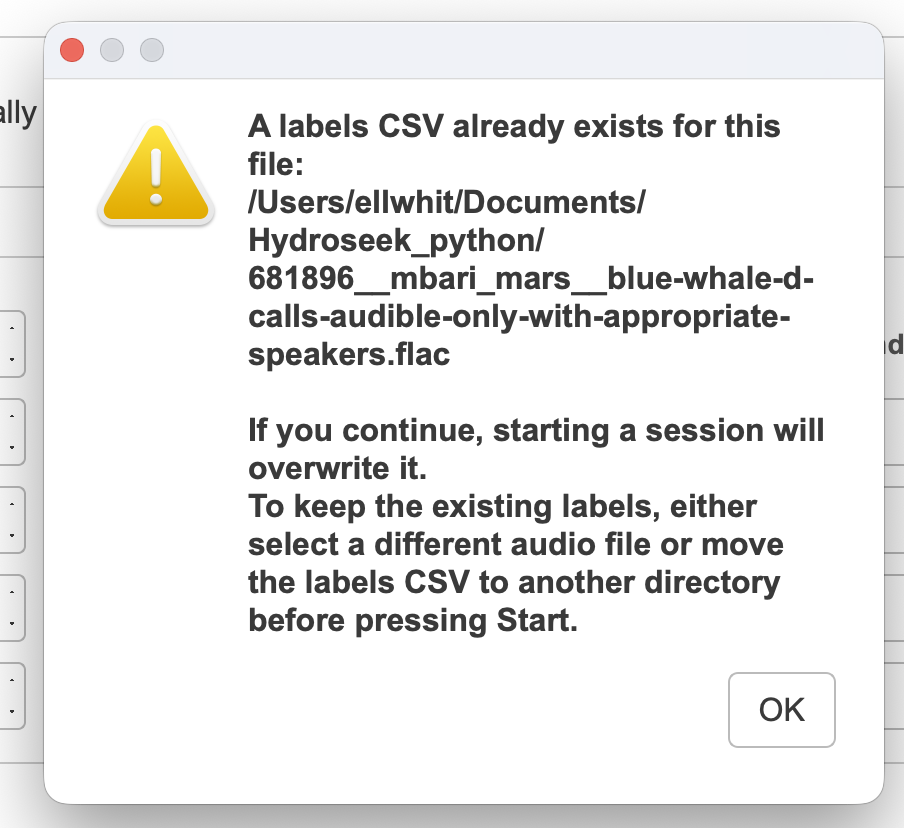 ally
A labels CSV already exists for this
file:
/Users/ellwhit/Documents/
Hydroseek_python/
681896__mbari_mars__blue-whale-d-
calls-audible-only-with-appropriate-
speakers.flac
nd
If you continue, starting a session will
overwrite it.
To keep the existing labels, either
select a different audio file or move
the labels CSV to another directory
before pressing Start.
OK